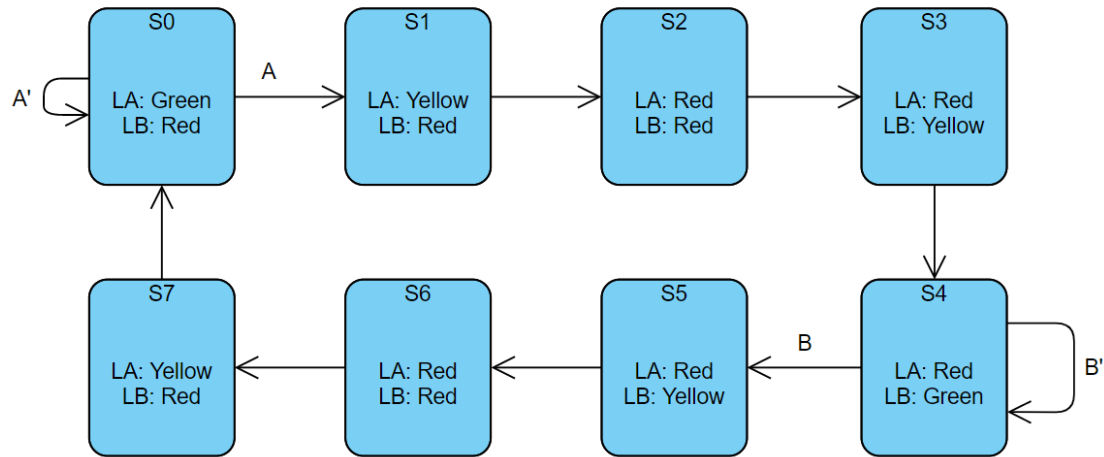 S0
LA: Green
LB: Red
A'
A
S1
LA: Yellow
LB: Red
S2
LA: Red
LB: Red
S3
LA: Red
LB: Yellow
S7
LA: Yellow
LB: Red
S6
LA: Red
LB: Red
S5
LA: Red
LB: Yellow
B
S4
LA: Red
LB: Green
B'